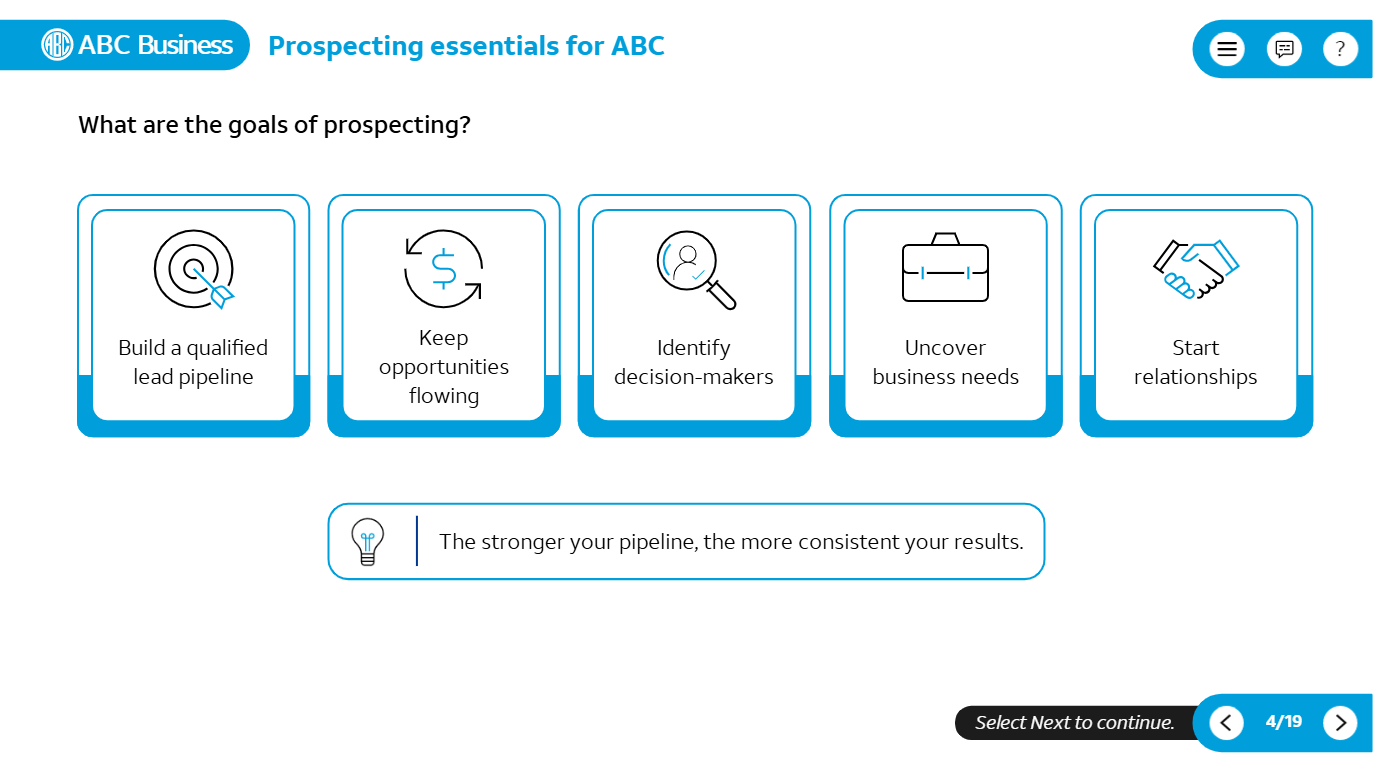 ABC ABC Business
Prospecting essentials for ABC
?
What are the goals of prospecting?
Build a qualified
lead pipeline
$
Keep
opportunities
flowing
Identify
decision-makers
Uncover
business needs
Start
relationships
The stronger your pipeline, the more consistent your results.
Select Next to continue.
4/19